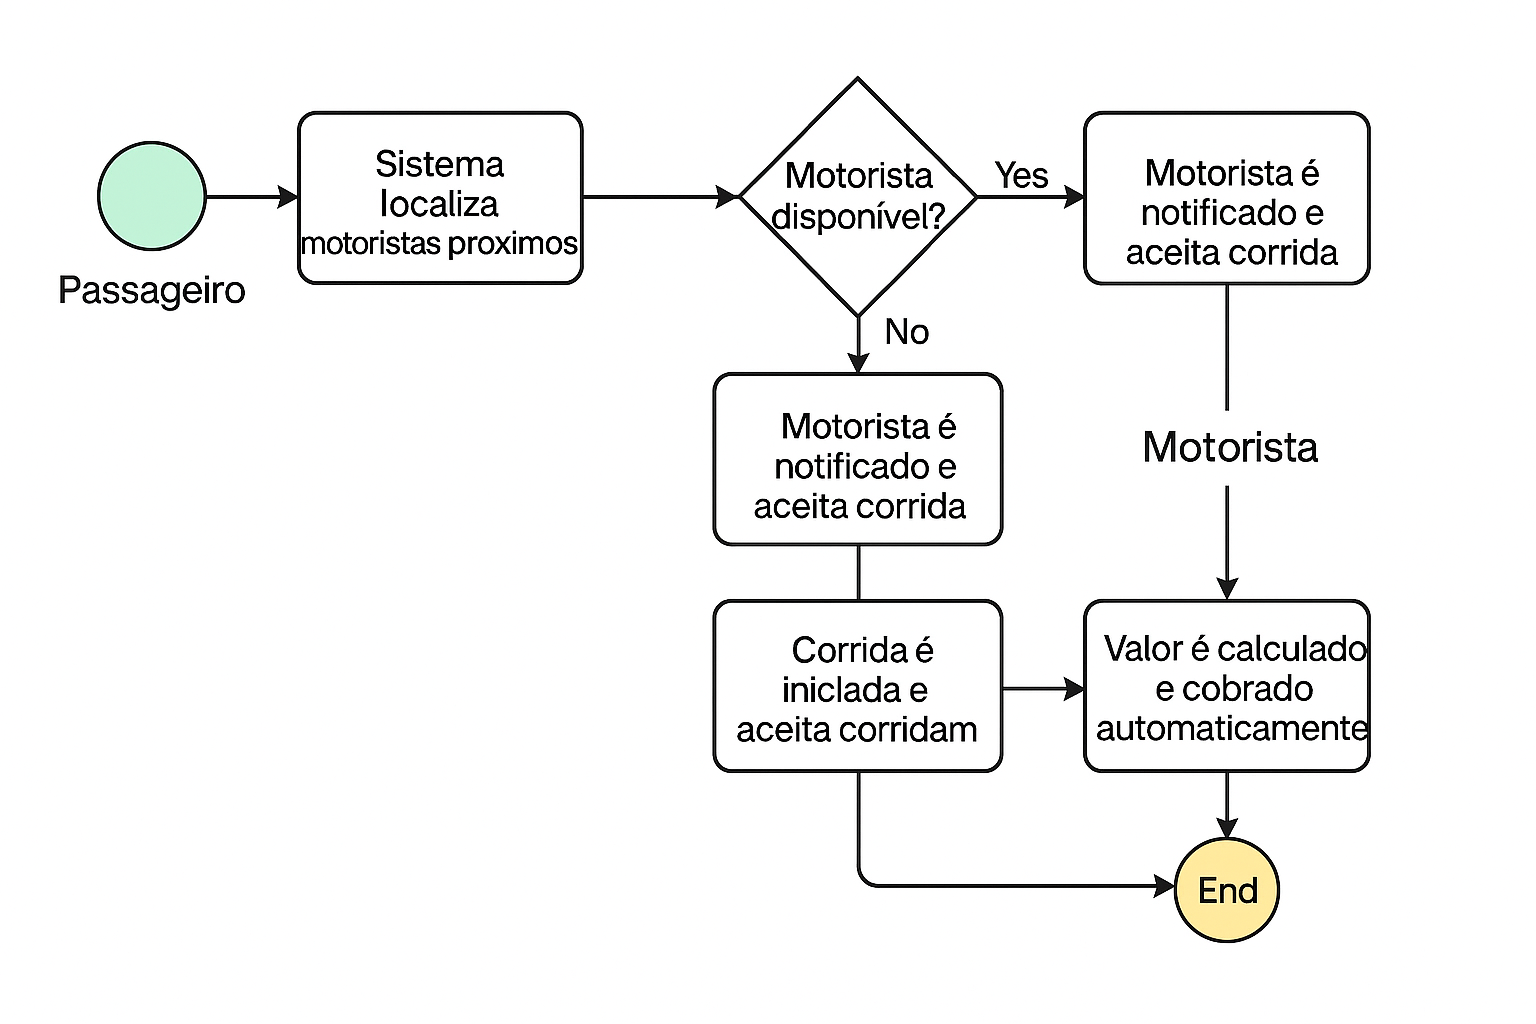 Passageiro
Sistema
localiza
motoristas proximos
Motorista
disponível?
Yes
Motorista é
notificado e
aceita corrida
No
Motorista é
notificado e
aceita corrida
Motorista
Corrida é
iniclada e
aceita corridam
Valor é calculado
e cobrado
automaticamente
End